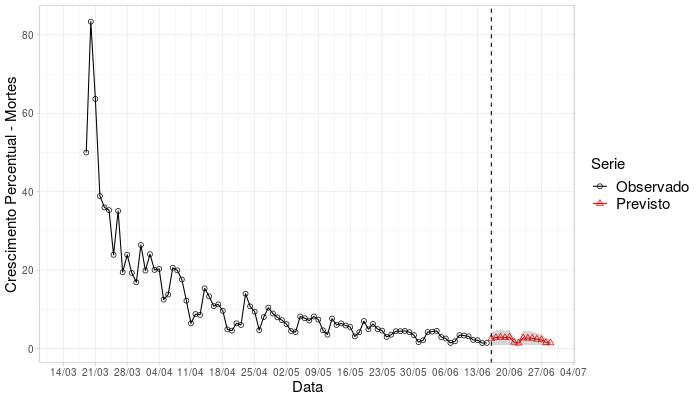 Crescimento Percentual - Mortes
80
60
40
20
0
14/03 21/03 28/03 04/04 11/04 18/04 25/04 02/05 09/05 16/05 23/05 30/05 06/06 13/06 20/06 27/06 04/07
Data
Serie
Observado
Previsto